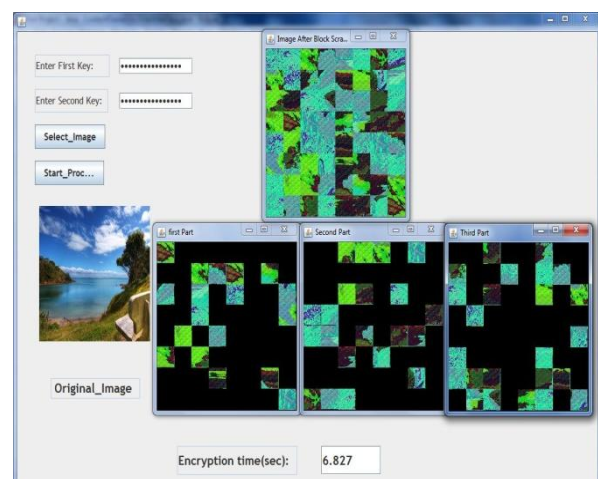 Image After Block Scra...
Enter First Key:
••••••••••••••••
Enter Second Key:
••••••••••••••••
Select_Image
Start_Proc...
first Part
Second Part
Third Part
Original_Image
Encryption time(sec):
6.827